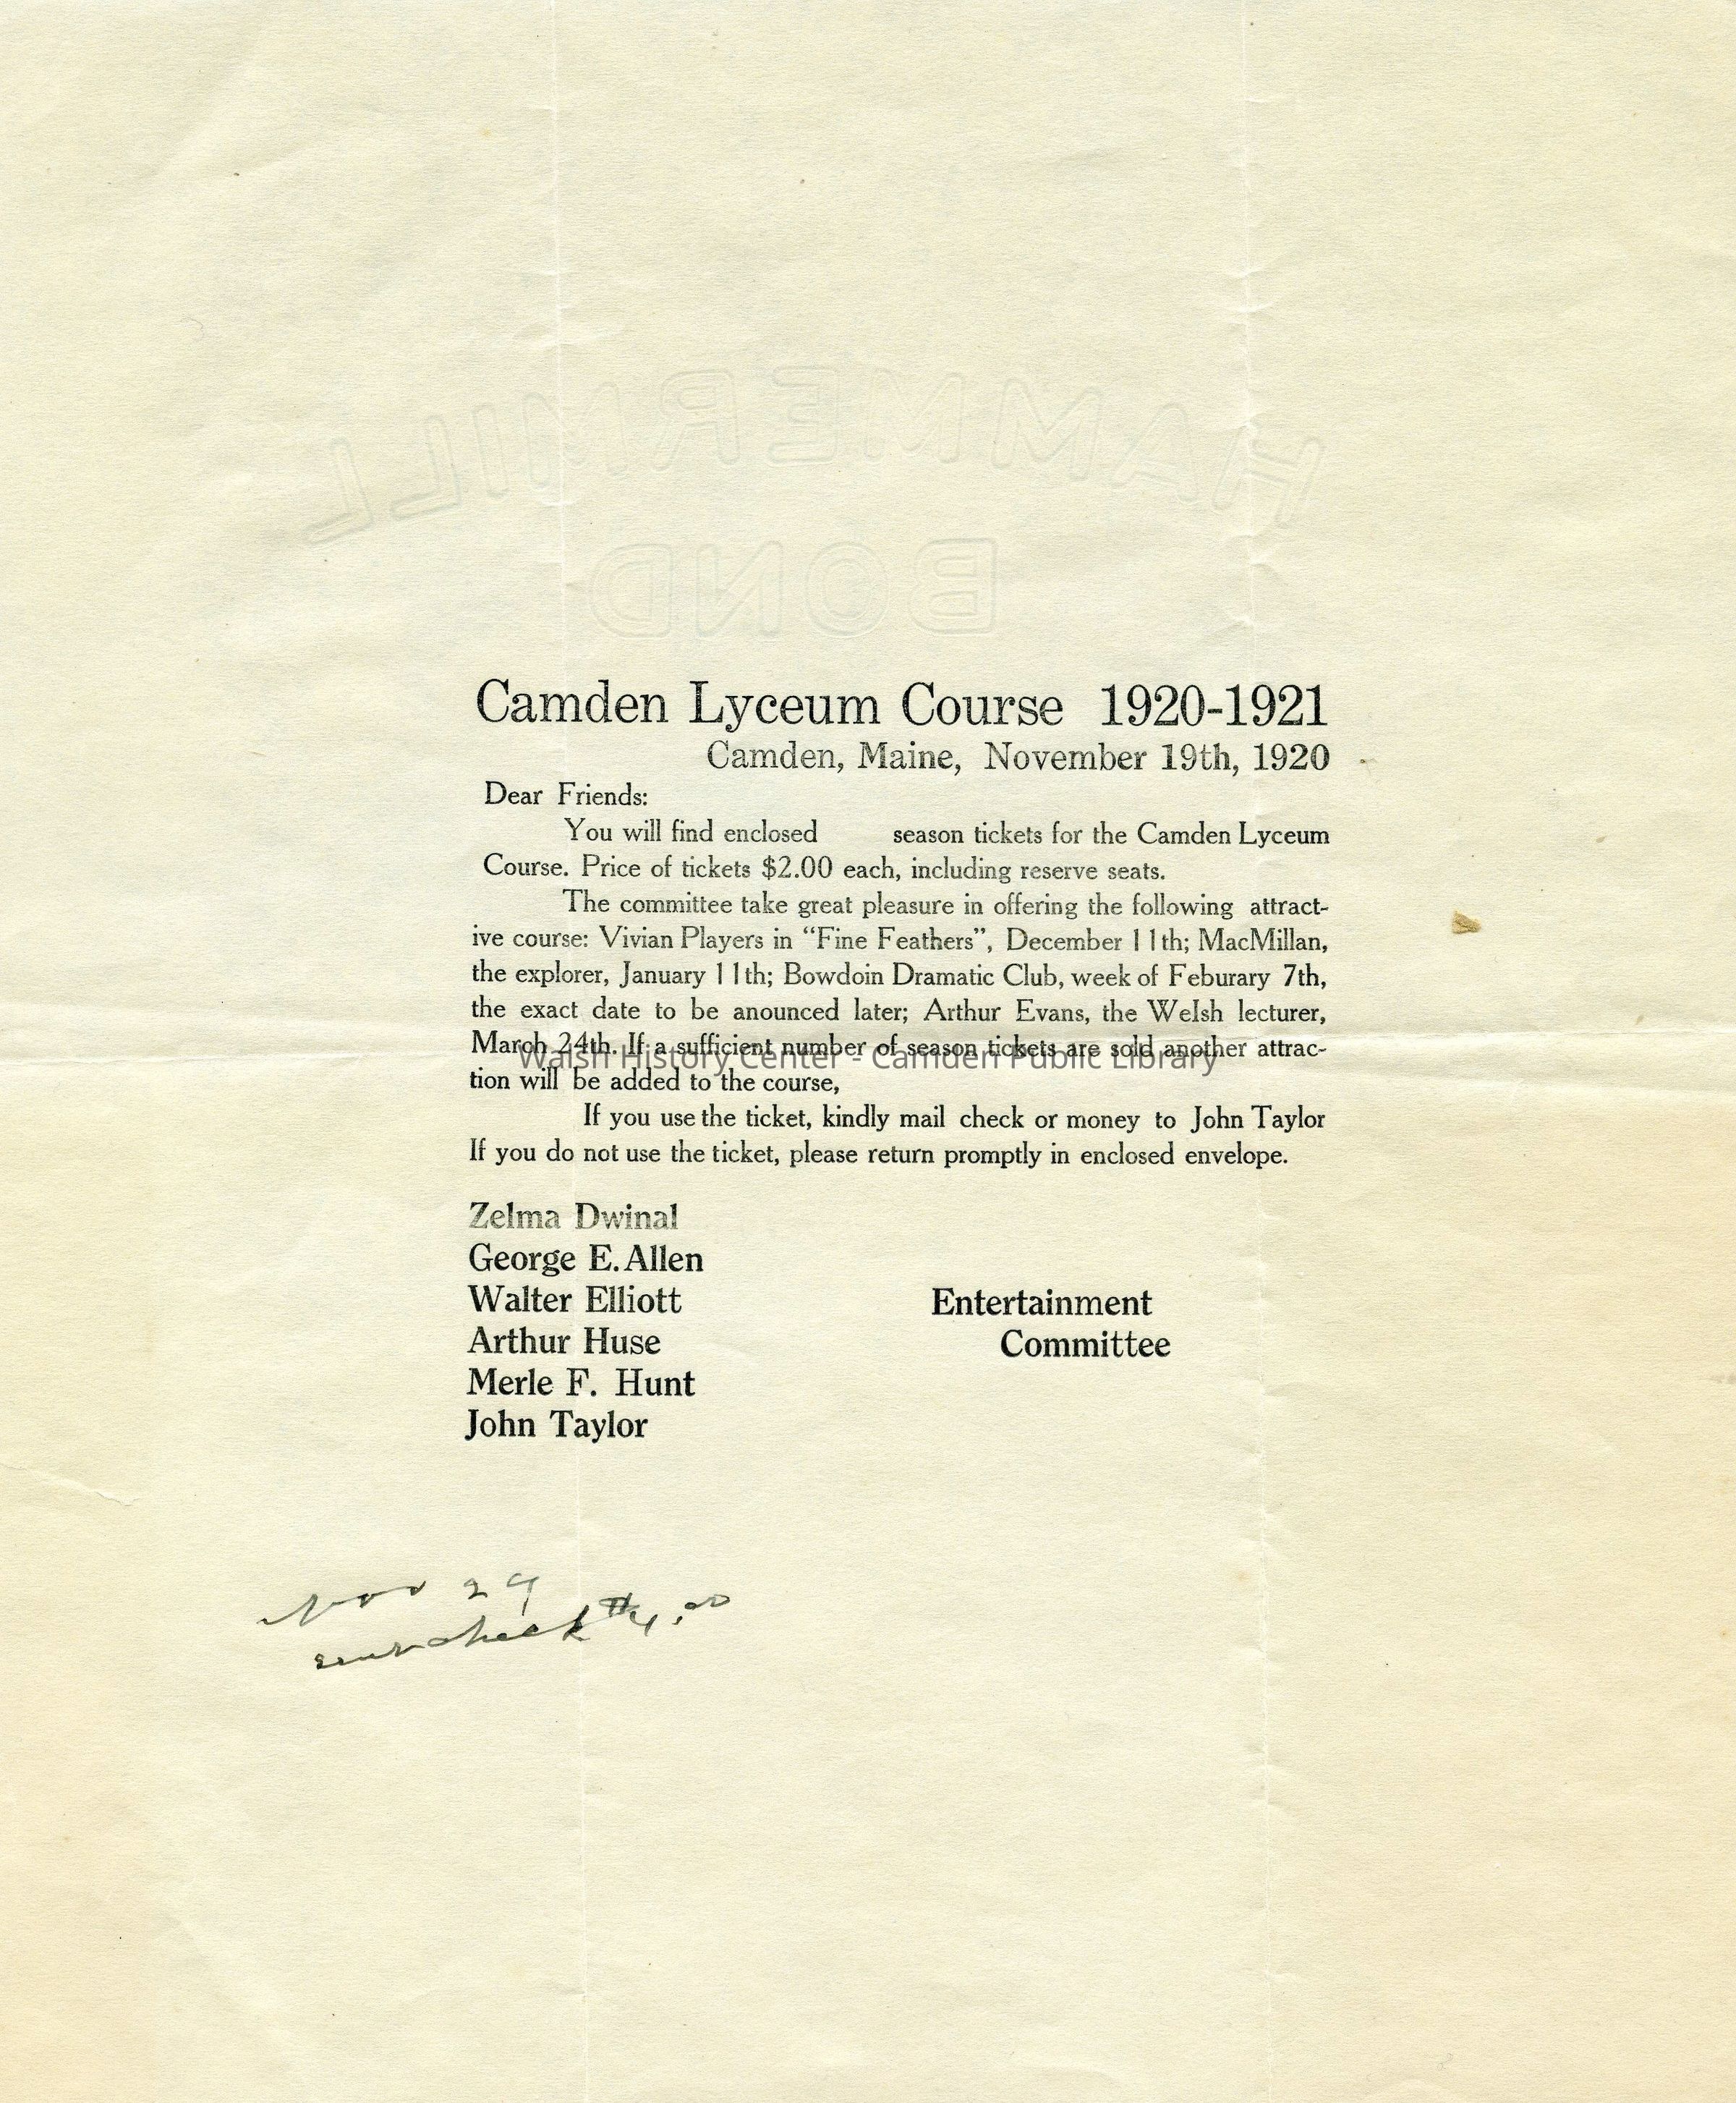 HAMMERMILL
BOND
Camden Lyceum Course 1920-1921
Camden, Maine, November 19th, 1920
Dear Friends:
You will find enclosed season tickets for the Camden Lyceum
Course. Price of tickets $2.00 each, including reserve seats.
The committee take great pleasure in offering the following attract-
ive course: Vivian Players in “Fine Feathers”, December 11th; MacMillan,
the explorer, January 11th; Bowdoin Dramatic Club, week of Feburary 7th,
the exact date to be anounced later; Arthur Evans, the Welsh lecturer,
March 24th. If a sufficient number of season tickets are sold another attrac-
Walsh History Center - Camden Public Library
tion will be added to the course,
If you use the ticket, kindly mail check or money to John Taylor
If you do not use the ticket, please return promptly in enclosed envelope.
Zelma Dwinal
George E. Allen
Walter Elliott
Entertainment
Arthur Huse
Committee
Merle F. Hunt
John Taylor
Nov 29
sent check $4.00